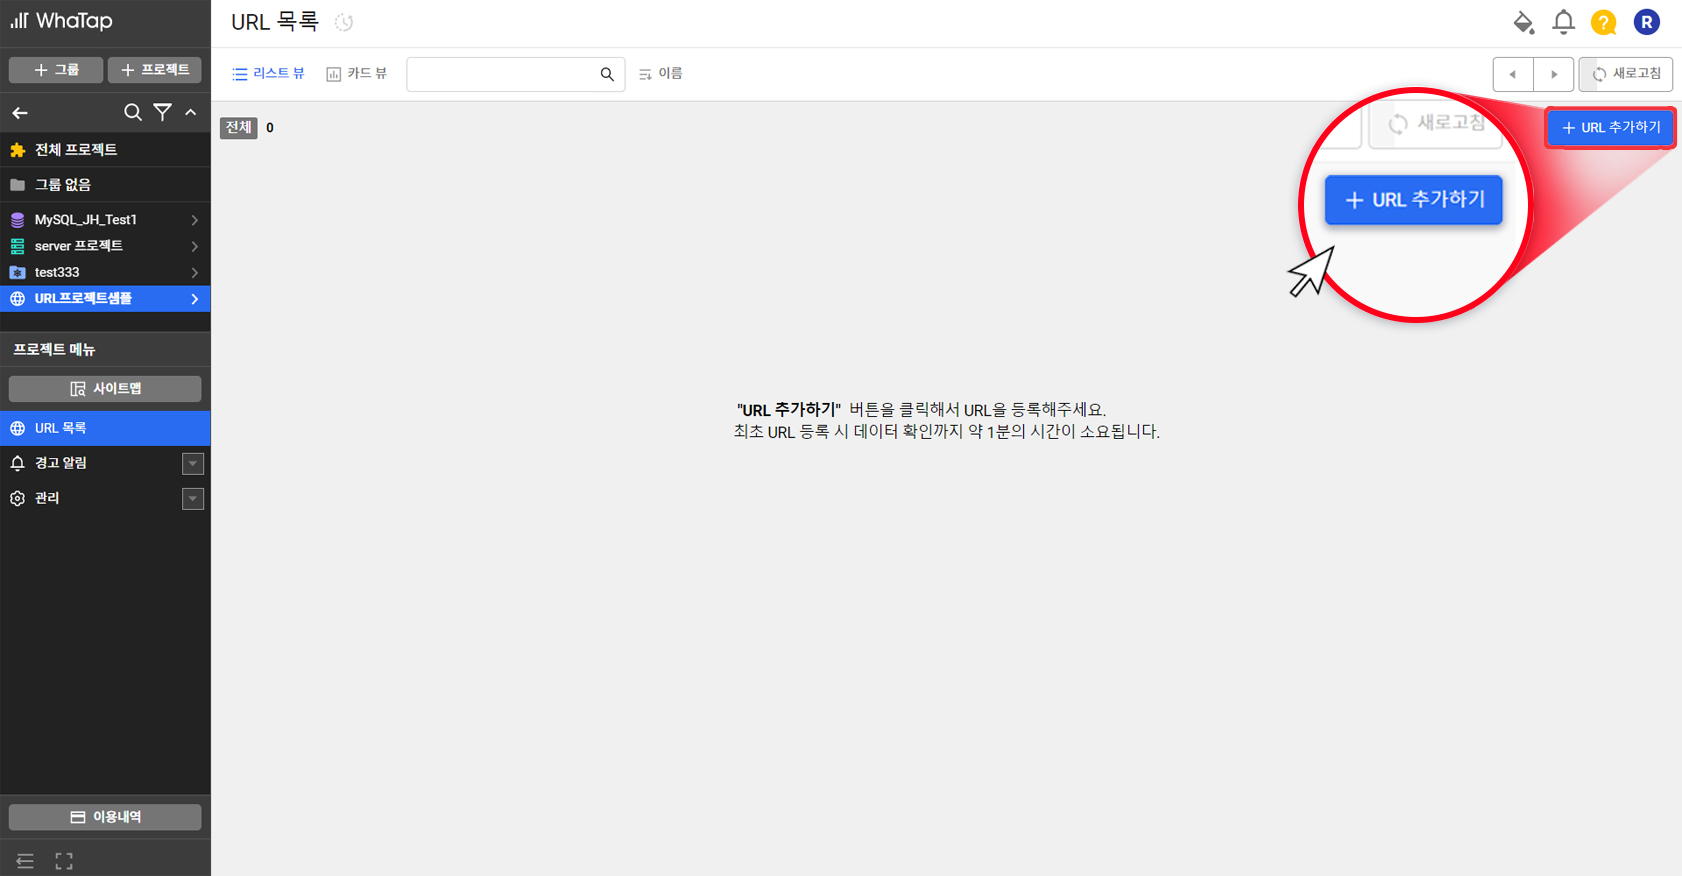 WhaTap
URL 목록
R
그룹
프로젝트
리스트 뷰
카드 뷰
이름
새로고침
전체 프로젝트
그룹 없음
MySQL_JH_Test1
server 프로젝트
test333
URL프로젝트샘플
프로젝트 메뉴
사이트맵
URL 목록
경고 알림
관리
이용내역
전체 0
+ URL 추가하기
새로고침
+ URL 추가하기
"URL 추가하기" 버튼을 클릭해서 URL을 등록해주세요.
최초 URL 등록 시 데이터 확인까지 약 1분의 시간이 소요됩니다.